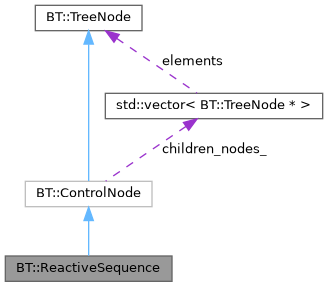 BT::TreeNode
elements
std::vector< BT::TreeNode * >
children_nodes_
BT::ControlNode
BT::ReactiveSequence